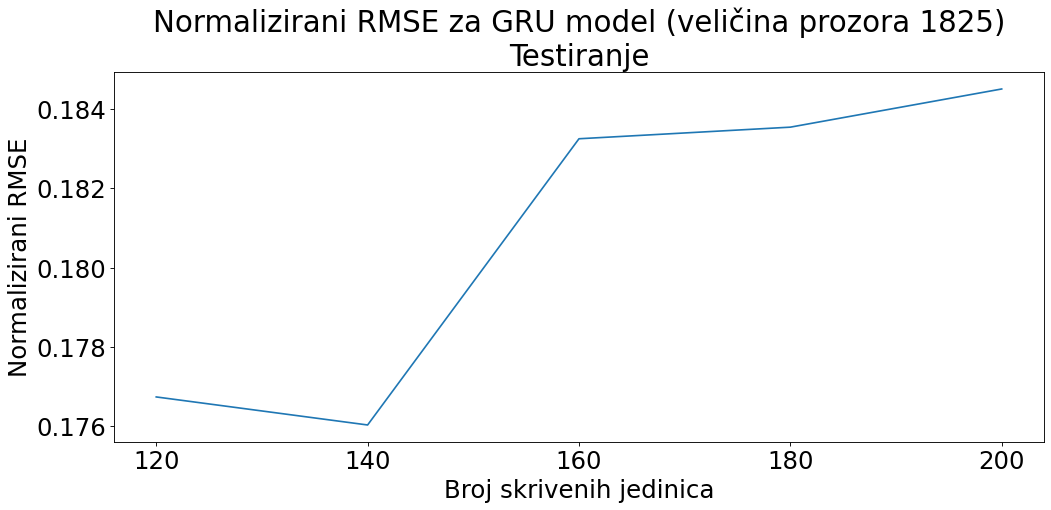 Normalizirani RMSE za GRU model (veličina prozora 1825)
Testiranje
Normalizirani RMSE
0.184
0.182
0.180
0.178
0.176
120 140 160 180 200
Broj skrivenih jedinica